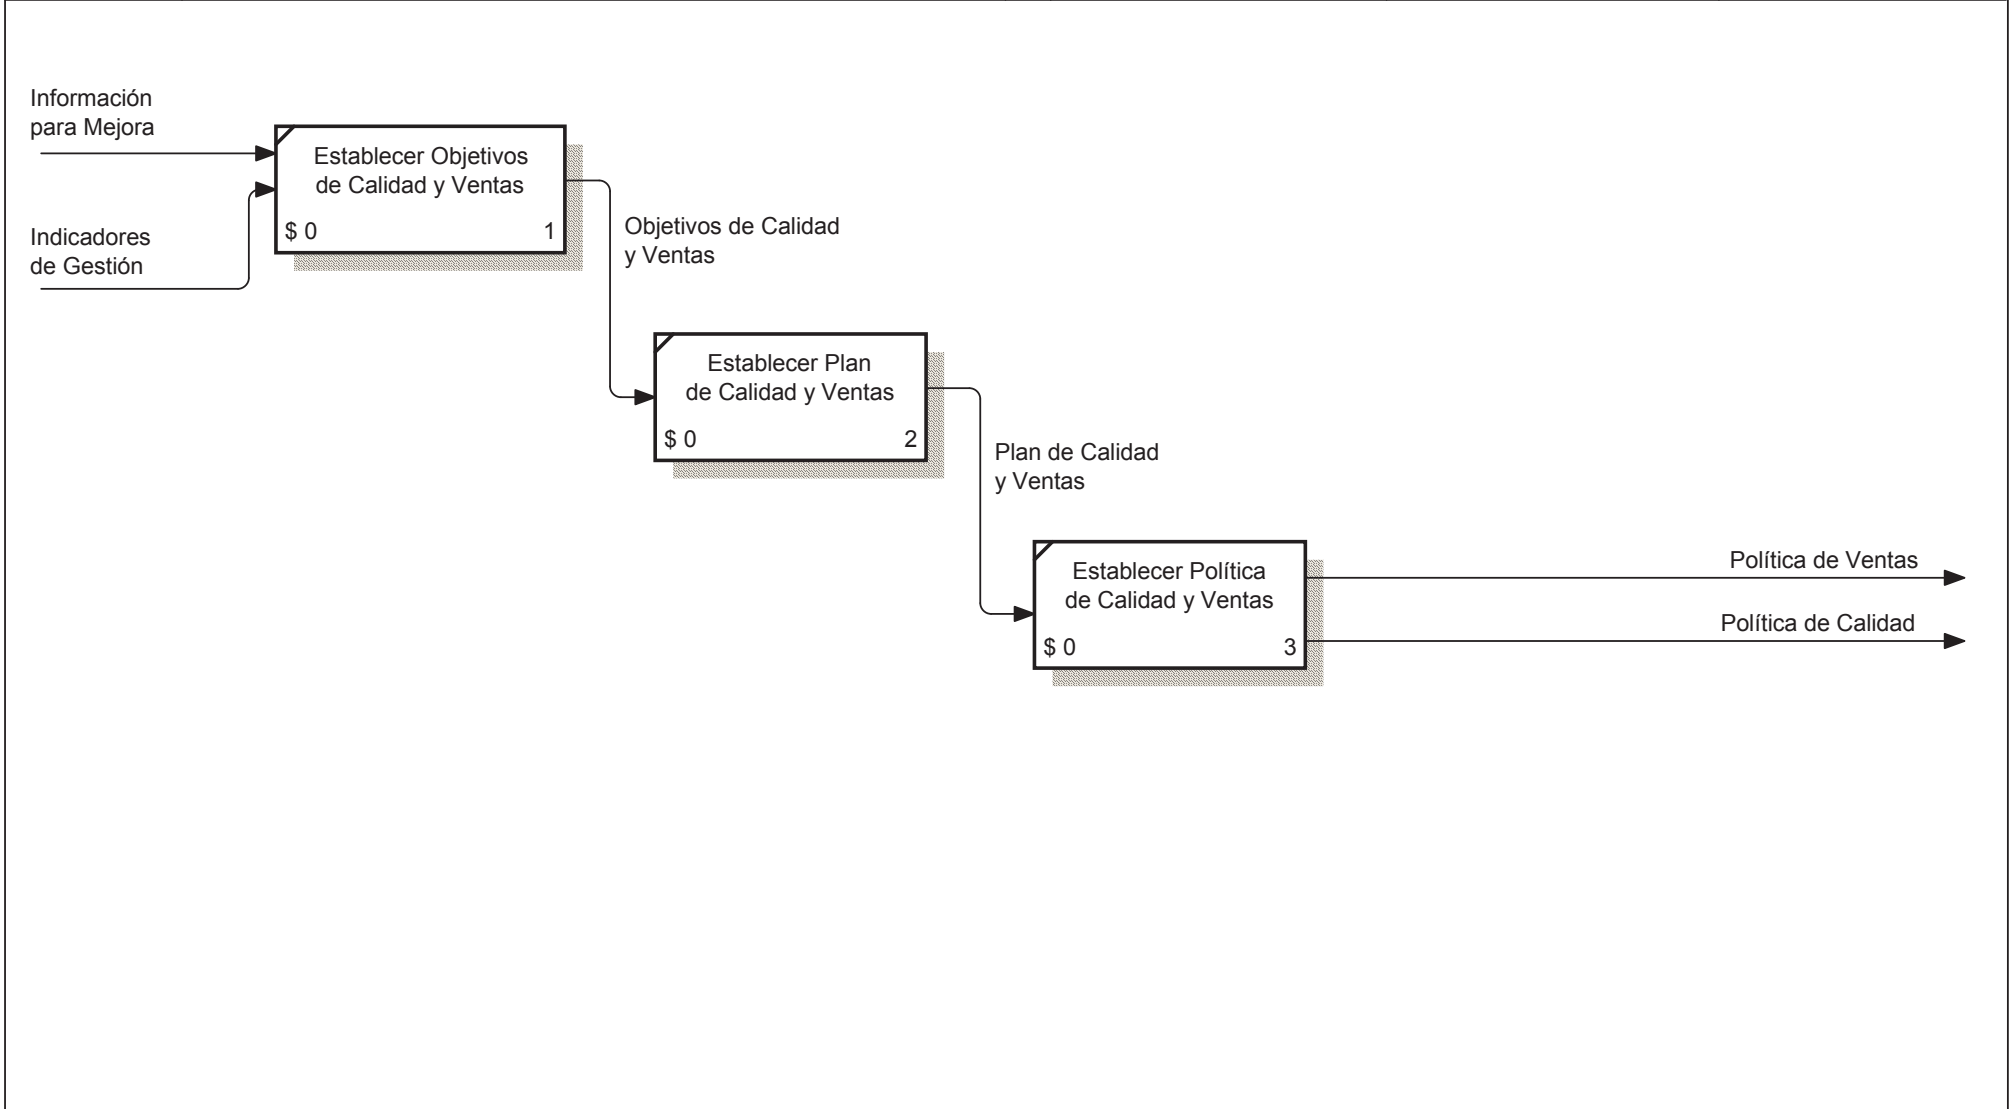 Información
para Mejora
Establecer Objetivos
de Calidad y Ventas
$ 0
1
Indicadores
de Gestión
Objetivos de Calidad
y Ventas
Establecer Plan
de Calidad y Ventas
$ 0
2
Plan de Calidad
y Ventas
Establecer Política
de Calidad y Ventas
$ 0
3
Política de Ventas
Política de Calidad